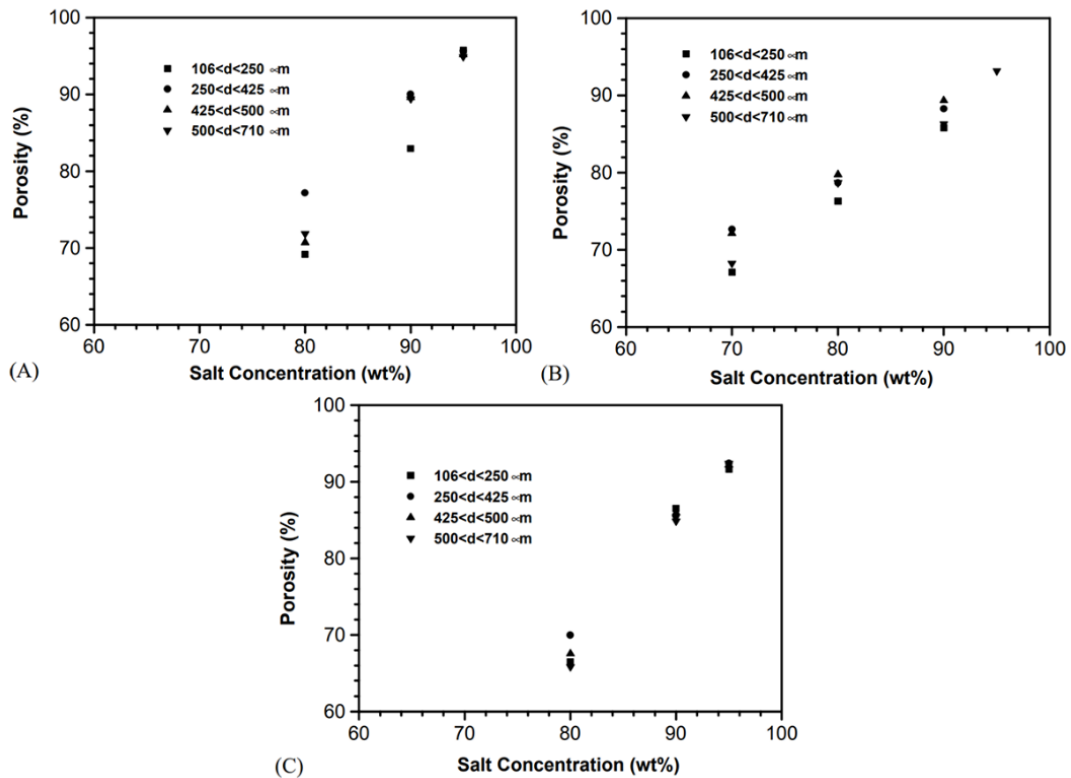 100
90
80
70
60
Porosity (%)
106<d<250 ∝m
250<d<425 ∝m
425<d<500 ∝m
500<d<710 ∝m
60 70 80 90 100
Salt Concentration (wt%)
(A)
100
90
80
70
60
Porosity (%)
106<d<250 ∝m
250<d<425 ∝m
425<d<500 ∝m
500<d<710 ∝m
60 70 80 90 100
Salt Concentration (wt%)
(B)
100
90
80
70
60
Porosity (%)
106<d<250 ∝m
250<d<425 ∝m
425<d<500 ∝m
500<d<710 ∝m
60 70 80 90 100
Salt Concentration (wt%)
(C)